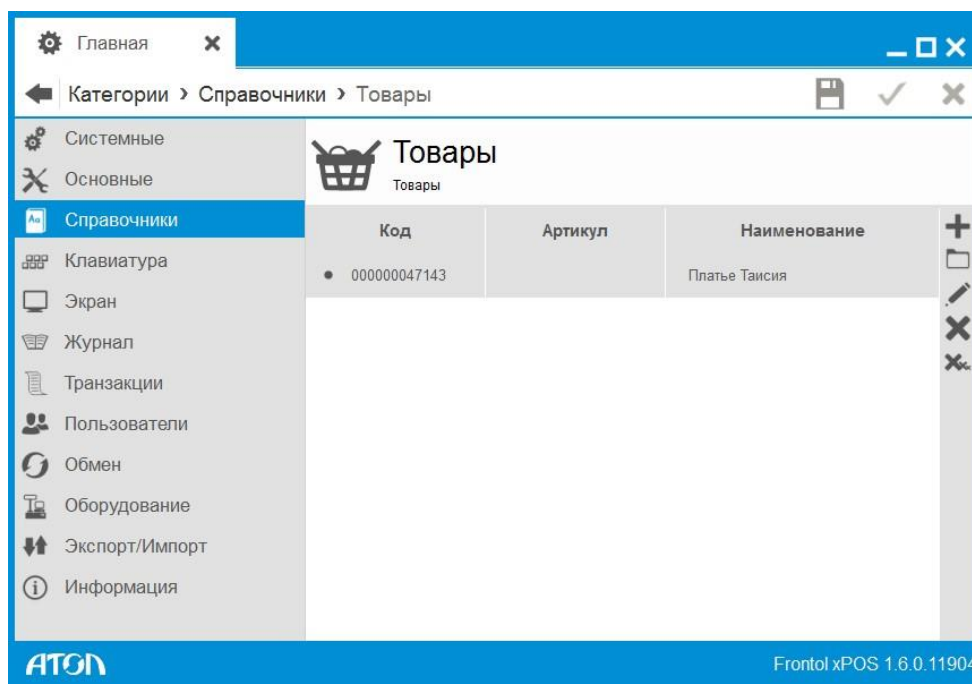 Главная
Категории › Справочники › Товары
Системные
Основные
Справочники
Клавиатура
Экран
Журнал
Транзакции
Пользователи
Обмен
Оборудование
Экспорт/Импорт
Информация
Товары
Товары
Код Артикул Наименование
000000047143 Платье Таисия
АТОЛ Frontol xPOS 1.6.0.11904